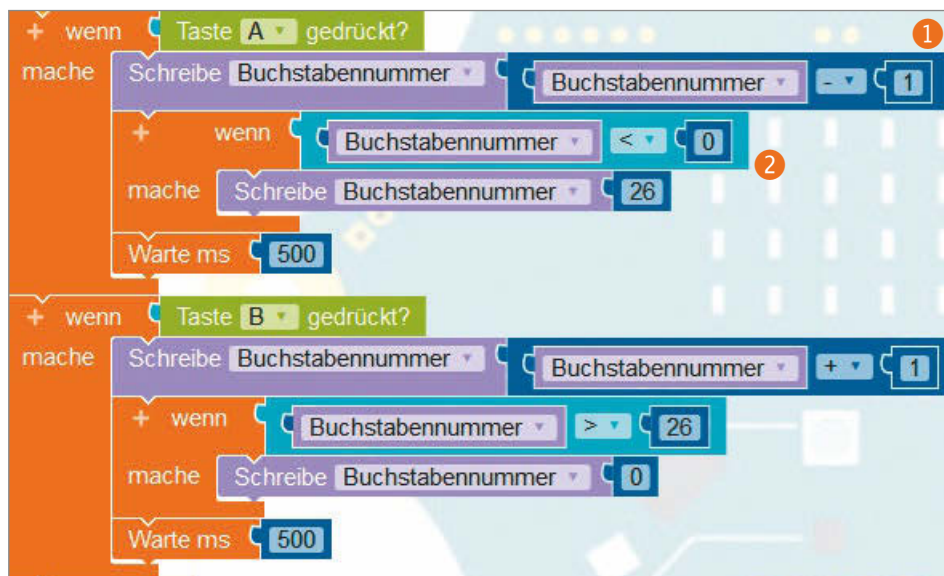 + wenn Taste A gedrückt?
1
mache Schreibe Buchstabennummer Buchstabennummer - 1
+ wenn Buchstabennummer < 0
2
mache Schreibe Buchstabennummer 26
Warte ms 500
+ wenn Taste B gedrückt?
mache Schreibe Buchstabennummer Buchstabennummer + 1
+ wenn Buchstabennummer > 26
mache Schreibe Buchstabennummer 0
Warte ms 500